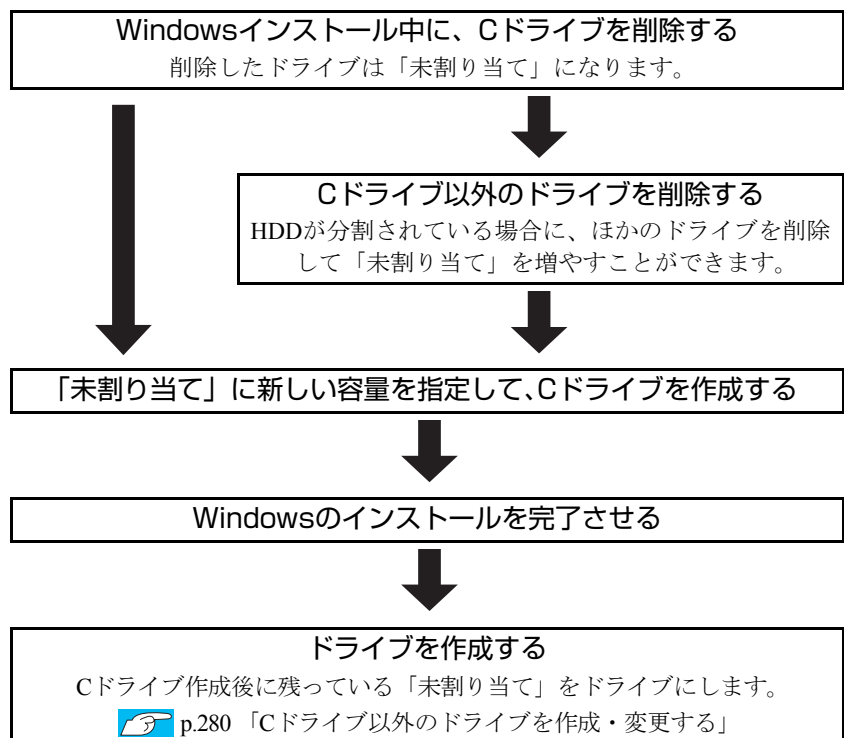 Windowsインストール中に、Cドライブを削除する
削除したドライブは「未割り当て」になります。
Cドライブ以外のドライブを削除する
HDDが分割されている場合に、ほかのドライブを削除
して「未割り当て」を増やすことができます。
「未割り当て」に新しい容量を指定して、Cドライブを作成する
Windowsのインストールを完了させる
ドライブを作成する
Cドライブ作成後に残っている「未割り当て」をドライブにします。
p.280 「Cドライブ以外のドライブを作成・変更する」